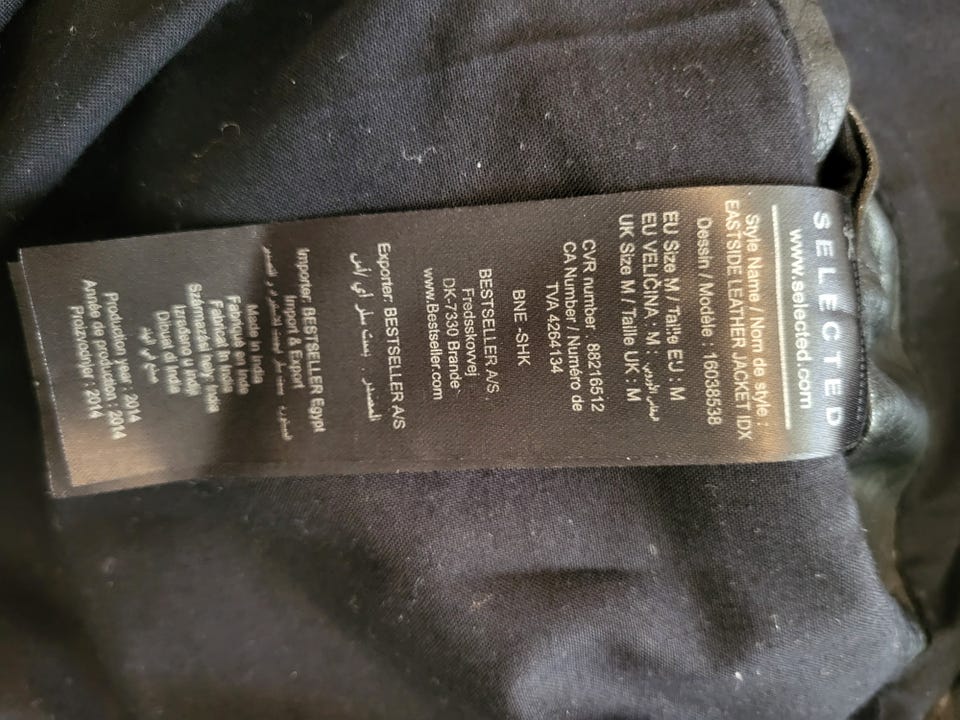 SELECTED
www.selected.com
Style Name / Nom de style :
EASTSIDE LEATHER JACKET IDX
Dessin / Modèle : 16038538
EU Size M / Taille EU : M
EU VELIČINA : M :
UK Size M / Taille UK : M
CVR number 88216512
CA Number / Numéro de
TVA 4264134
BNE -SHK
BESTSELLER A/S .
Fredskovvej
DK-7330 Brande
www.Bestseller.com
Exporter: BESTSELLER A/S
Importer: BESTSELLER Egypt
Import & Export
Made in India
Fabriqué en Inde
Fabricat în India
Származási hely: India
Izrađeno A/U India
Dibuat di India
Production year : 2014
Année de production : 2014
Proizvodnja : 2014